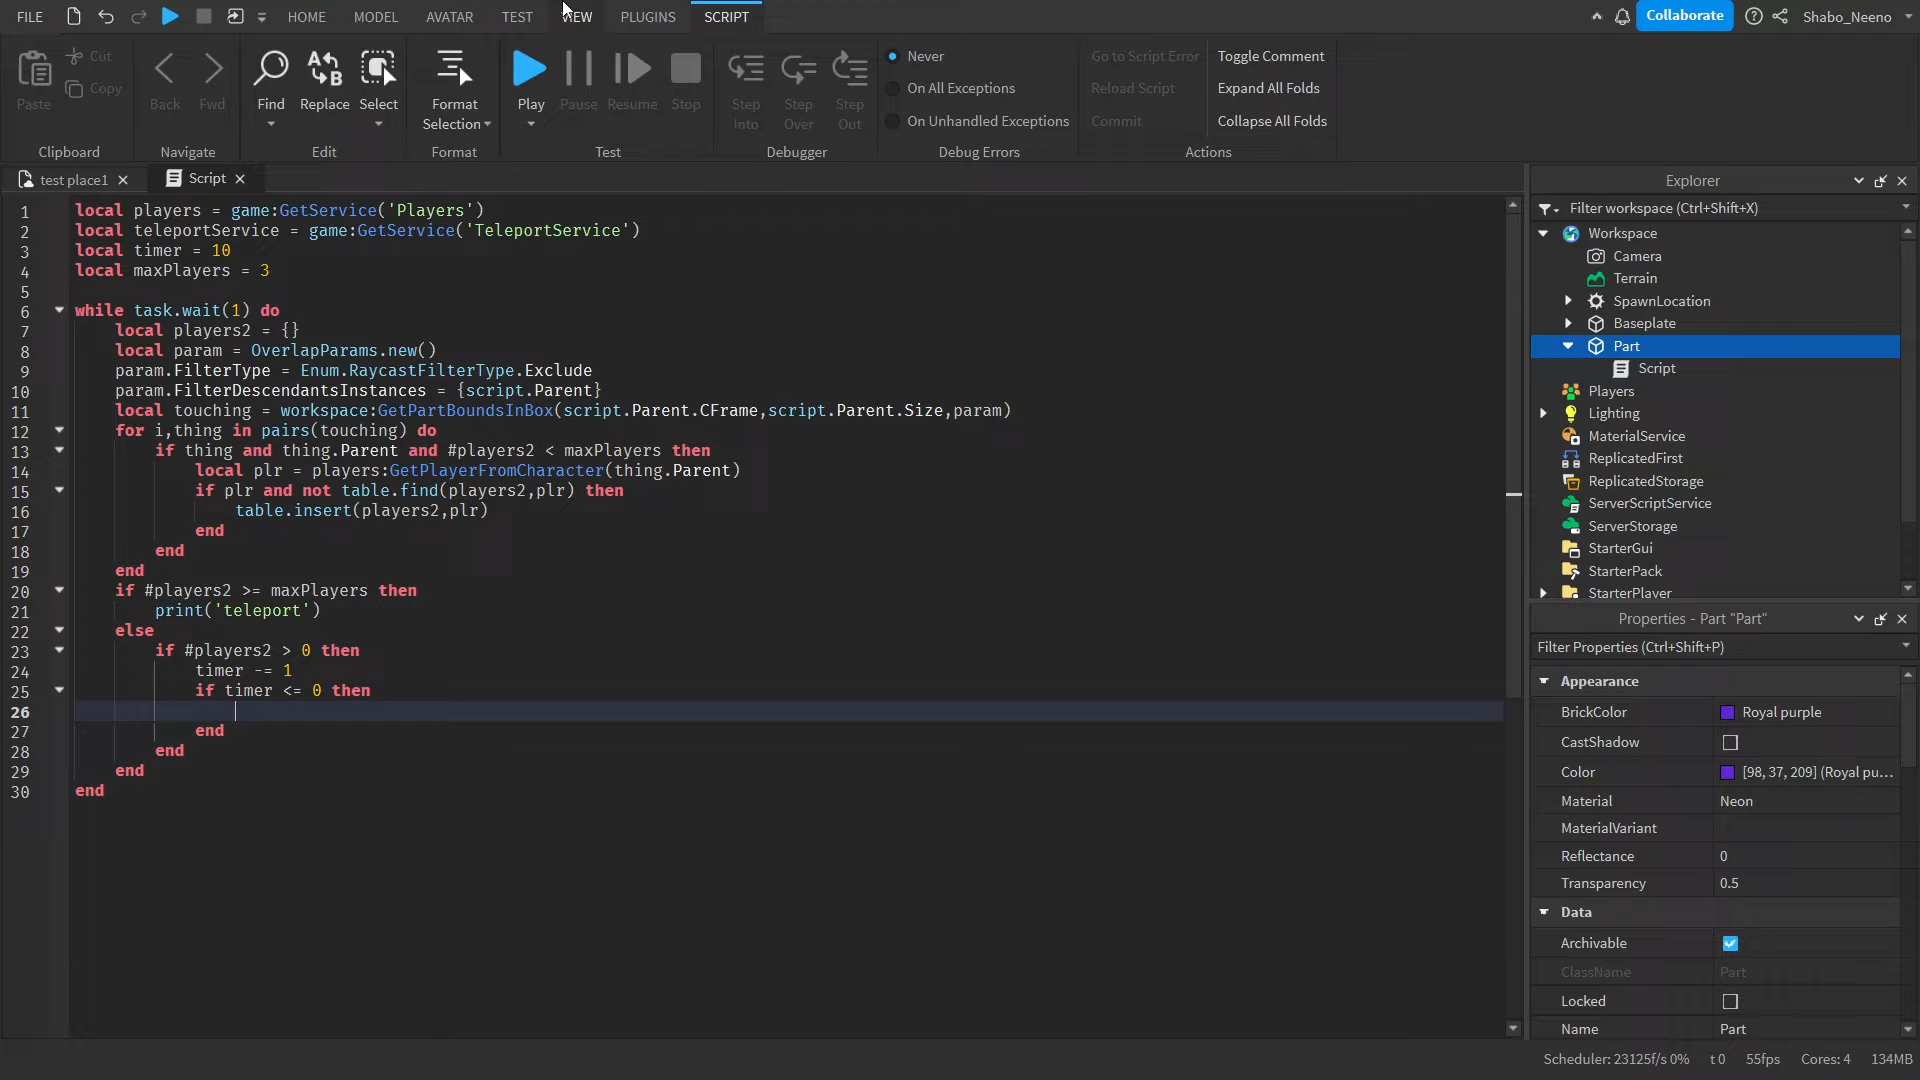 FILE HOME MODEL AVATAR TEST VIEW PLUGINS SCRIPT Collaborate Shabo_Neeno
Paste Cut Copy
Clipboard
Back Fwd
Navigate
Find Replace Select
Edit
Format Selection
Format
Play Pause Resume Stop
Test
Step Into Step Over Step Out
Debugger
Never
On All Exceptions
On Unhandled Exceptions
Debug Errors
Go to Script Error
Reload Script
Commit
Toggle Comment
Expand All Folds
Collapse All Folds
Actions
test place1
Script
1 local players = game:GetService('Players')
2 local teleportService = game:GetService('TeleportService')
3 local timer = 10
4 local maxPlayers = 3
5
6 while task.wait(1) do
7 local players2 = {}
8 local param = OverlapParams.new()
9 param.FilterType = Enum.RaycastFilterType.Exclude
10 param.FilterDescendantsInstances = {script.Parent}
11 local touching = workspace:GetPartBoundsInBox(script.Parent.CFrame,script.Parent.Size,param)
12 for i,thing in pairs(touching) do
13 if thing and thing.Parent and #players2 < maxPlayers then
14 local plr = players:GetPlayerFromCharacter(thing.Parent)
15 if plr and not table.find(players2,plr) then
16 table.insert(players2,plr)
17 end
18 end
19 end
20 if #players2 >= maxPlayers then
21 print('teleport')
22 else
23 if #players2 > 0 then
24 timer -= 1
25 if timer <= 0 then
26
27 end
28 end
29 end
30 end
Explorer
Filter workspace (Ctrl+Shift+X)
Workspace
Camera
Terrain
SpawnLocation
Baseplate
Part
Script
Players
Lighting
MaterialService
ReplicatedFirst
ReplicatedStorage
ServerScriptService
ServerStorage
StarterGui
StarterPack
StarterPlayer
Properties - Part "Part"
Filter Properties (Ctrl+Shift+P)
Appearance
BrickColor Royal purple
CastShadow
Color [98, 37, 209] (Royal pu...
Material Neon
MaterialVariant
Reflectance 0
Transparency 0.5
Data
Archivable
ClassName Part
Locked
Name Part
Scheduler: 23125f/s 0% t 0 55fps Cores: 4 134MB